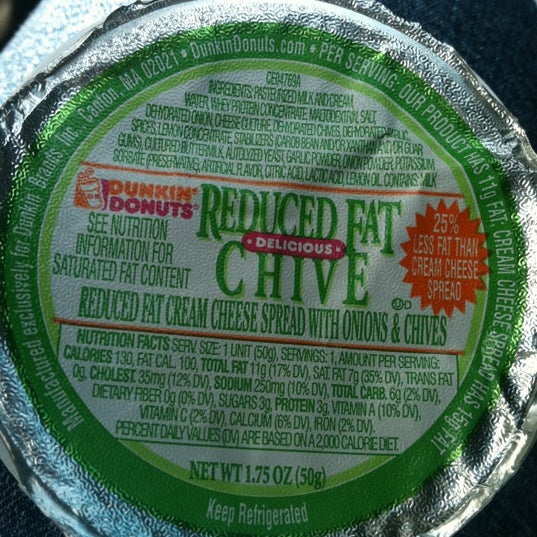 Manufactured exclusively for Dunkin' Brands Inc. Canton, MA 02021 • DunkinDonuts.com • PER SERVING: OUR PRODUCT HAS 11g FAT CREAM CHEESE SPREAD HAS 15g FAT
INGREDIENTS: PASTEURIZED MILK AND CREAM,
WATER, WHEY PROTEIN CONCENTRATE, MALTODEXTRIN, SALT,
DEHYDRATED ONION, CHEESE CULTURE, DEHYDRATED CHIVES, DEHYDRATED GARLIC,
SPICES, LEMON CONCENTRATE, STABILIZERS (CAROB BEAN AND/OR XANTHAN AND/OR GUAR
GUMS), CULTURED BUTTERMILK, AUTOLYZED YEAST, GARLIC POWDER, ONION POWDER, POTASSIUM
SORBATE (PRESERVATIVE), ARTIFICIAL FLAVOR, CITRIC ACID, LACTIC ACID, LEMON OIL. CONTAINS: MILK
DUNKIN'
DONUTS
SEE NUTRITION
INFORMATION FOR
SATURATED FAT CONTENT
REDUCED FAT
• DELICIOUS •
CHIVE
25%
LESS FAT THAN
CREAM CHEESE
SPREAD
REDUCED FAT CREAM CHEESE SPREAD WITH ONIONS & CHIVES
NUTRITION FACTS SERV. SIZE: 1 UNIT (50g), SERVINGS: 1, AMOUNT PER SERVING:
CALORIES 130, FAT CAL. 100, TOTAL FAT 11g (17% DV), SAT. FAT 7g (35% DV), TRANS FAT
0g, CHOLEST. 35mg (12% DV), SODIUM 250mg (10% DV), TOTAL CARB. 6g (2% DV),
DIETARY FIBER 0g (0% DV), SUGARS 3g, PROTEIN 3g, VITAMIN A (10% DV),
VITAMIN C (2% DV), CALCIUM (6% DV), IRON (2% DV).
PERCENT DAILY VALUES (DV) ARE BASED ON A 2,000 CALORIE DIET.
NET WT 1.75 OZ (50g)
Keep Refrigerated